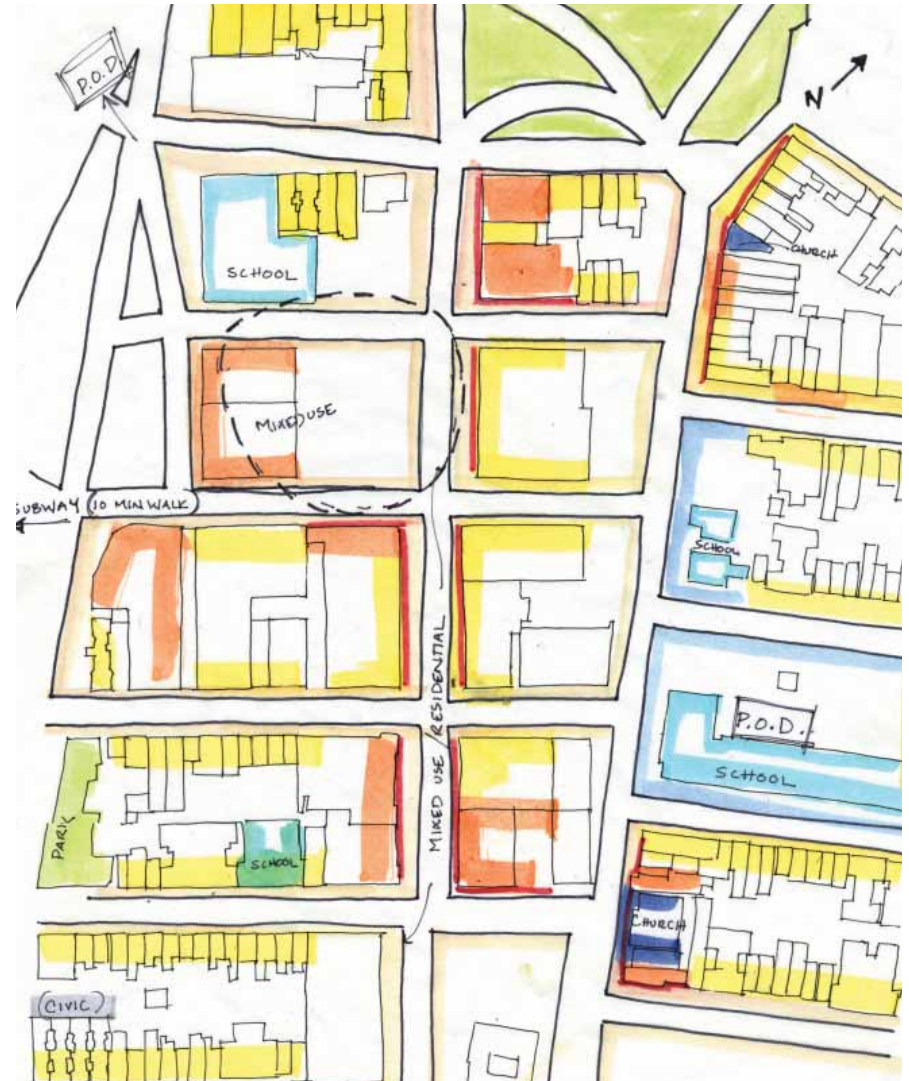 P.O.D.
N
SCHOOL
CHURCH
MIXED USE
SUBWAY (10 MIN WALK)
SCHOOL
MIXED USE / RESIDENTIAL
P.O.D.
SCHOOL
PARK
SCHOOL
CHURCH
(CIVIC)